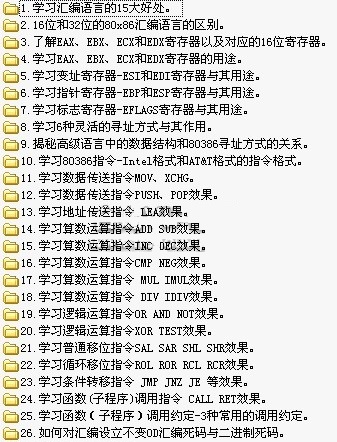 1.学习汇编语言的15大好处。
2.16位和32位的80x86汇编语言的区别。
3.了解EAX、EBX、ECX和EDX寄存器以及对应的16位寄存器。
4.学习EAX、EBX、ECX和EDX寄存器的用途。
5.学习变址寄存器-ESI和EDI寄存器与其用途。
6.学习指针寄存器-EBP和ESP寄存器与其用途。
7.学习标志寄存器-EFLAGS寄存器与其用途。
8.学习6种灵活的寻址方式与其作用。
9.揭秘高级语言中的数据结构和80386寻址方式的关系。
10.学习80386指令-Intel格式和AT&T格式的指令格式。
11.学习数据传送指令MOV、XCHG。
12.学习数据传送指令PUSH、POP效果。
13.学习地址传送指令 LEA效果。
14.学习算数运算指令ADD SUB效果。
15.学习算数运算指令INC DEC效果。
16.学习算数运算指令CMP NEG效果。
17.学习算数运算指令 MUL IMUL效果。
18.学习算数运算指令 DIV IDIV效果。
19.学习逻辑运算指令OR AND NOT效果。
20.学习逻辑运算指令XOR TEST效果。
21.学习普通移位指令SAL SAR SHL SHR效果。
22.学习循环移位指令ROL ROR RCL RCR效果。
23.学习条件转移指令 JMP JNZ JE 等效果。
24.学习函数(子程序)调用指令 CALL RET效果。
25.学习函数(子程序)调用约定-3种常用的调用约定。
26.如何对汇编设立不变OD汇编死码与二进制死码。